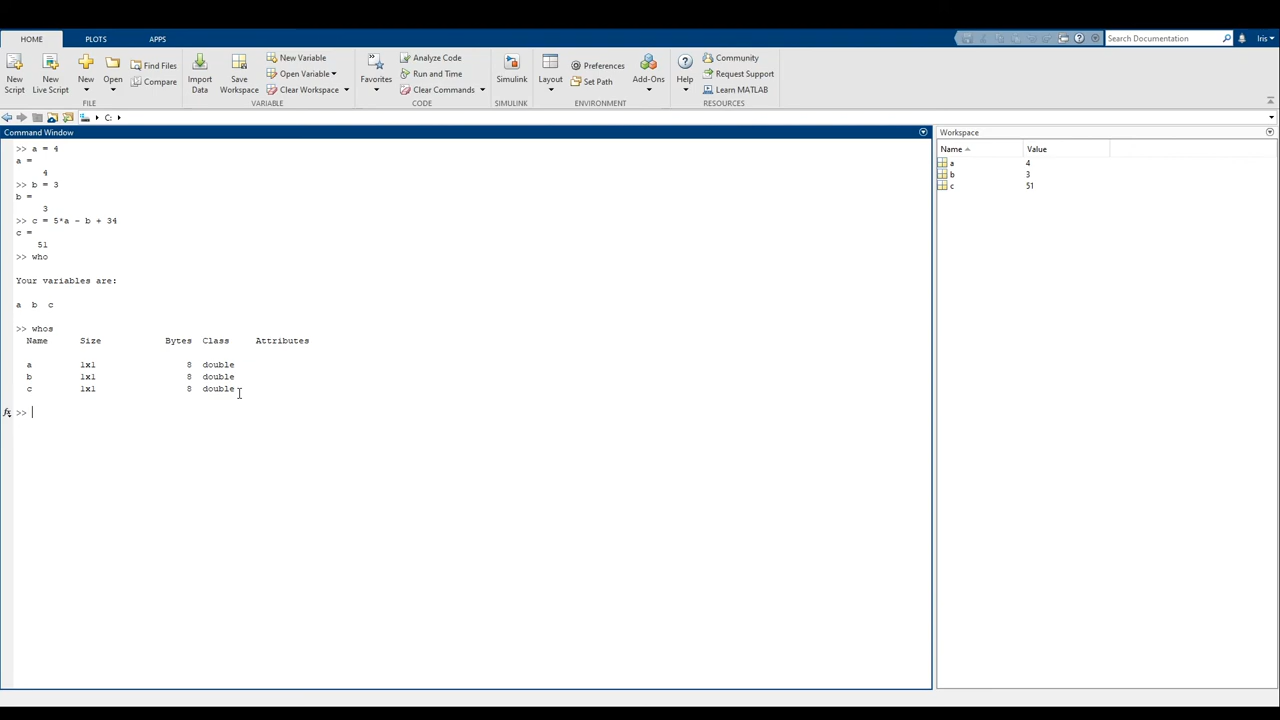 HOME PLOTS APPS
Search Documentation
Iris
New Script
New Live Script
New
Open
Find Files
Compare
FILE
Import Data
Save Workspace
New Variable
Open Variable
Clear Workspace
VARIABLE
Favorites
Analyze Code
Run and Time
Clear Commands
CODE
Simulink
SIMULINK
Layout
Preferences
Set Path
Add-Ons
ENVIRONMENT
Help
Community
Request Support
Learn MATLAB
RESOURCES
C:
Command Window
>> a = 4
a =
4
>> b = 3
b =
3
>> c = 5*a - b + 34
c =
51
>> who
Your variables are:
a b c
>> whos
Name Size Bytes Class Attributes
a 1x1 8 double
b 1x1 8 double
c 1x1 8 double
fx >>
Workspace
Name Value
a 4
b 3
c 51